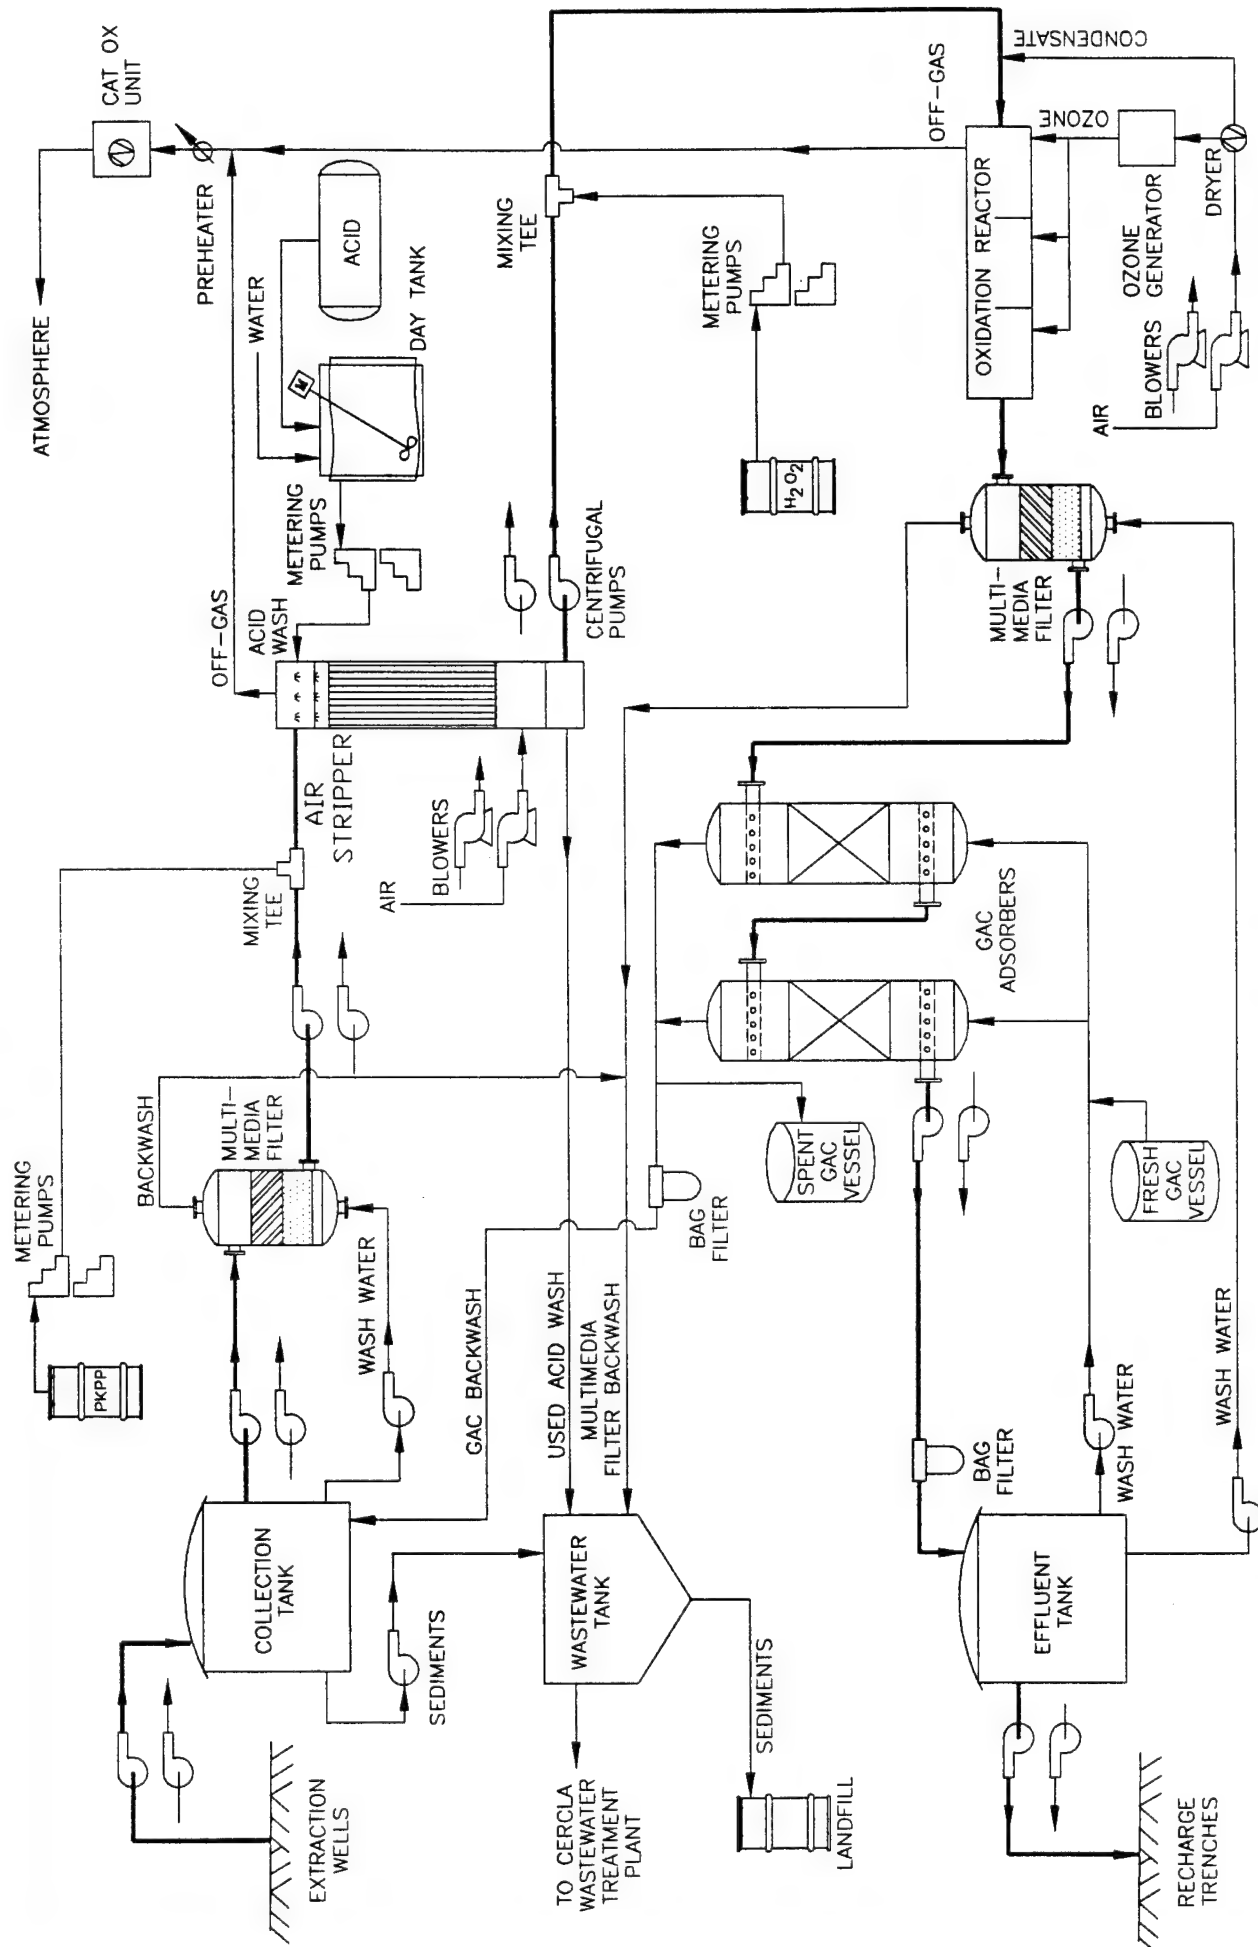 METERING
PUMPS
PKPP
BACKWASH
MULTI-
MEDIA
FILTER
WASH WATER
EXTRACTION
WELLS
COLLECTION
TANK
SEDIMENTS
MIXING
TEE
AIR
STRIPPER
AIR
BLOWERS
OFF-GAS
ACID
WASH
METERING
PUMPS
WATER
DAY TANK
ACID
M
PREHEATER
CAT OX
UNIT
ATMOSPHERE
CENTRIFUGAL
PUMPS
MIXING
TEE
OFF-GAS
GAC BACKWASH
USED ACID WASH
MULTIMEDIA
FILTER BACKWASH
WASTEWATER
TANK
TO CERCLA
WASTEWATER
TREATMENT
PLANT
SEDIMENTS
LANDFILL
BAG
FILTER
SPENT
GAC
VESSEL
GAC
ADSORBERS
METERING
PUMPS
H2O2
MULTI-
MEDIA
FILTER
OXIDATION REACTOR
OZONE
CONDENSATE
OZONE
GENERATOR
DRYER
BLOWERS
AIR
FRESH
GAC
VESSEL
BAG
FILTER
WASH WATER
WASH WATER
EFFLUENT
TANK
RECHARGE
TRENCHES